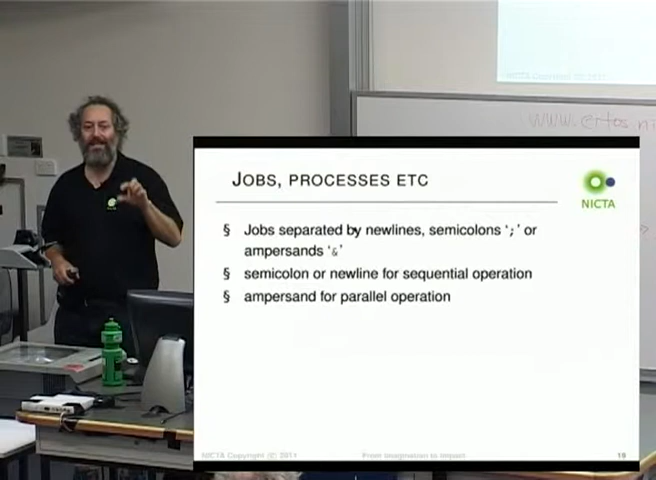 www.ertos.ni
JOBS, PROCESSES ETC
NICTA
§ Jobs separated by newlines, semicolons ‘;’ or
ampersands ‘&’
§ semicolon or newline for sequential operation
§ ampersand for parallel operation
NICTA Copyright © 2011
From imagination to impact